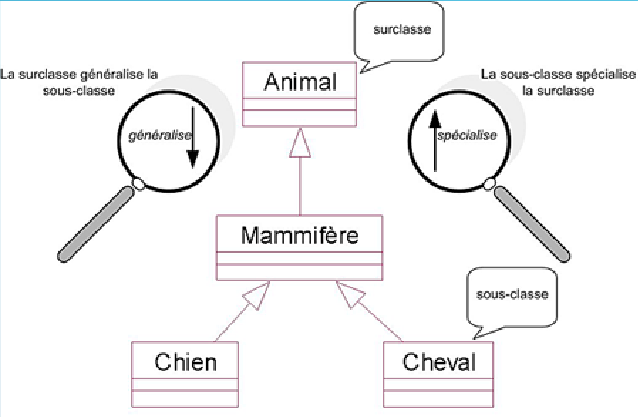 surclasse
La surclasse généralise la
sous-classe
La sous-classe spécialise
la surclasse
Animal
généralise
spécialise
Mammifère
sous-classe
Chien
Cheval